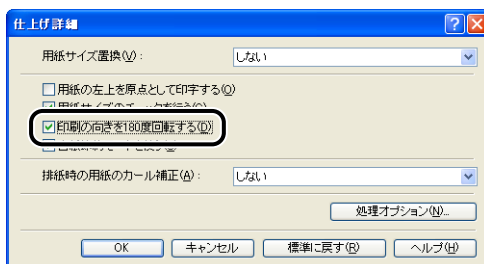 仕上げ詳細
用紙サイズ置換(V): しない
用紙の左上を原点として印字する(O)
印刷の向きを180度回転する(D)
排紙時の用紙のカール補正(A): しない
処理オプション(N)...
OK キャンセル 標準に戻す(R) ヘルプ(H)